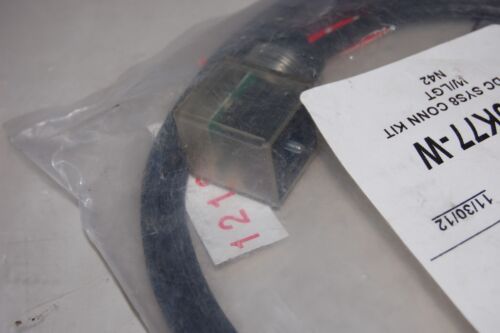 DC SYS8 CONN KIT
W/LGT
N42
K77-W
11/30/12
121